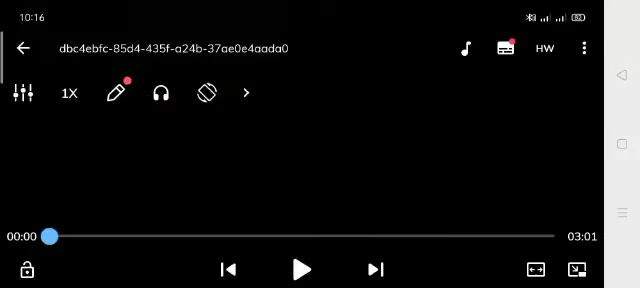 10:16
dbc4ebfc-85d4-435f-a24b-37ae0e4aada0
HW
1X
00:00
03:01